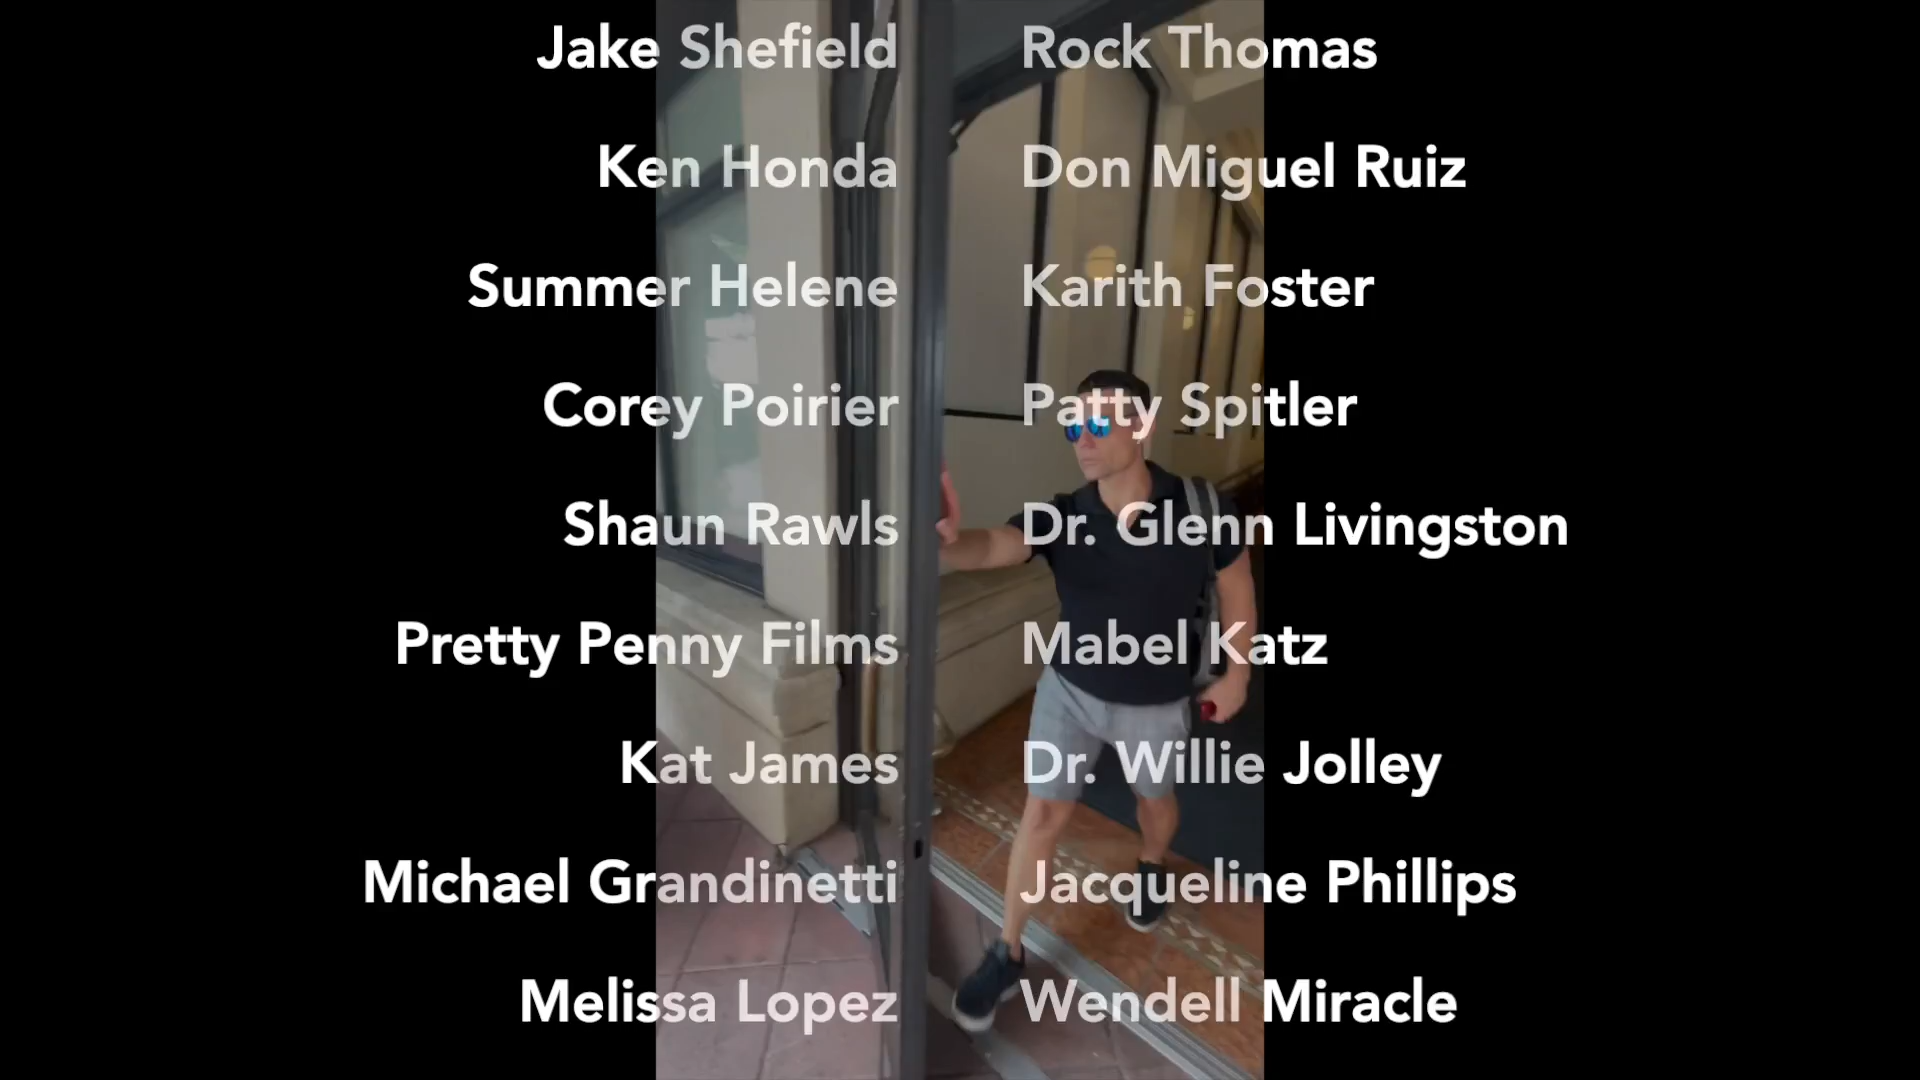 Jake Shefield Rock Thomas
Ken Honda Don Miguel Ruiz
Summer Helene Karith Foster
Corey Poirier Patty Spitler
Shaun Rawls Dr. Glenn Livingston
Pretty Penny Films Mabel Katz
Kat James Dr. Willie Jolley
Michael Grandinetti Jacqueline Phillips
Melissa Lopez Wendell Miracle